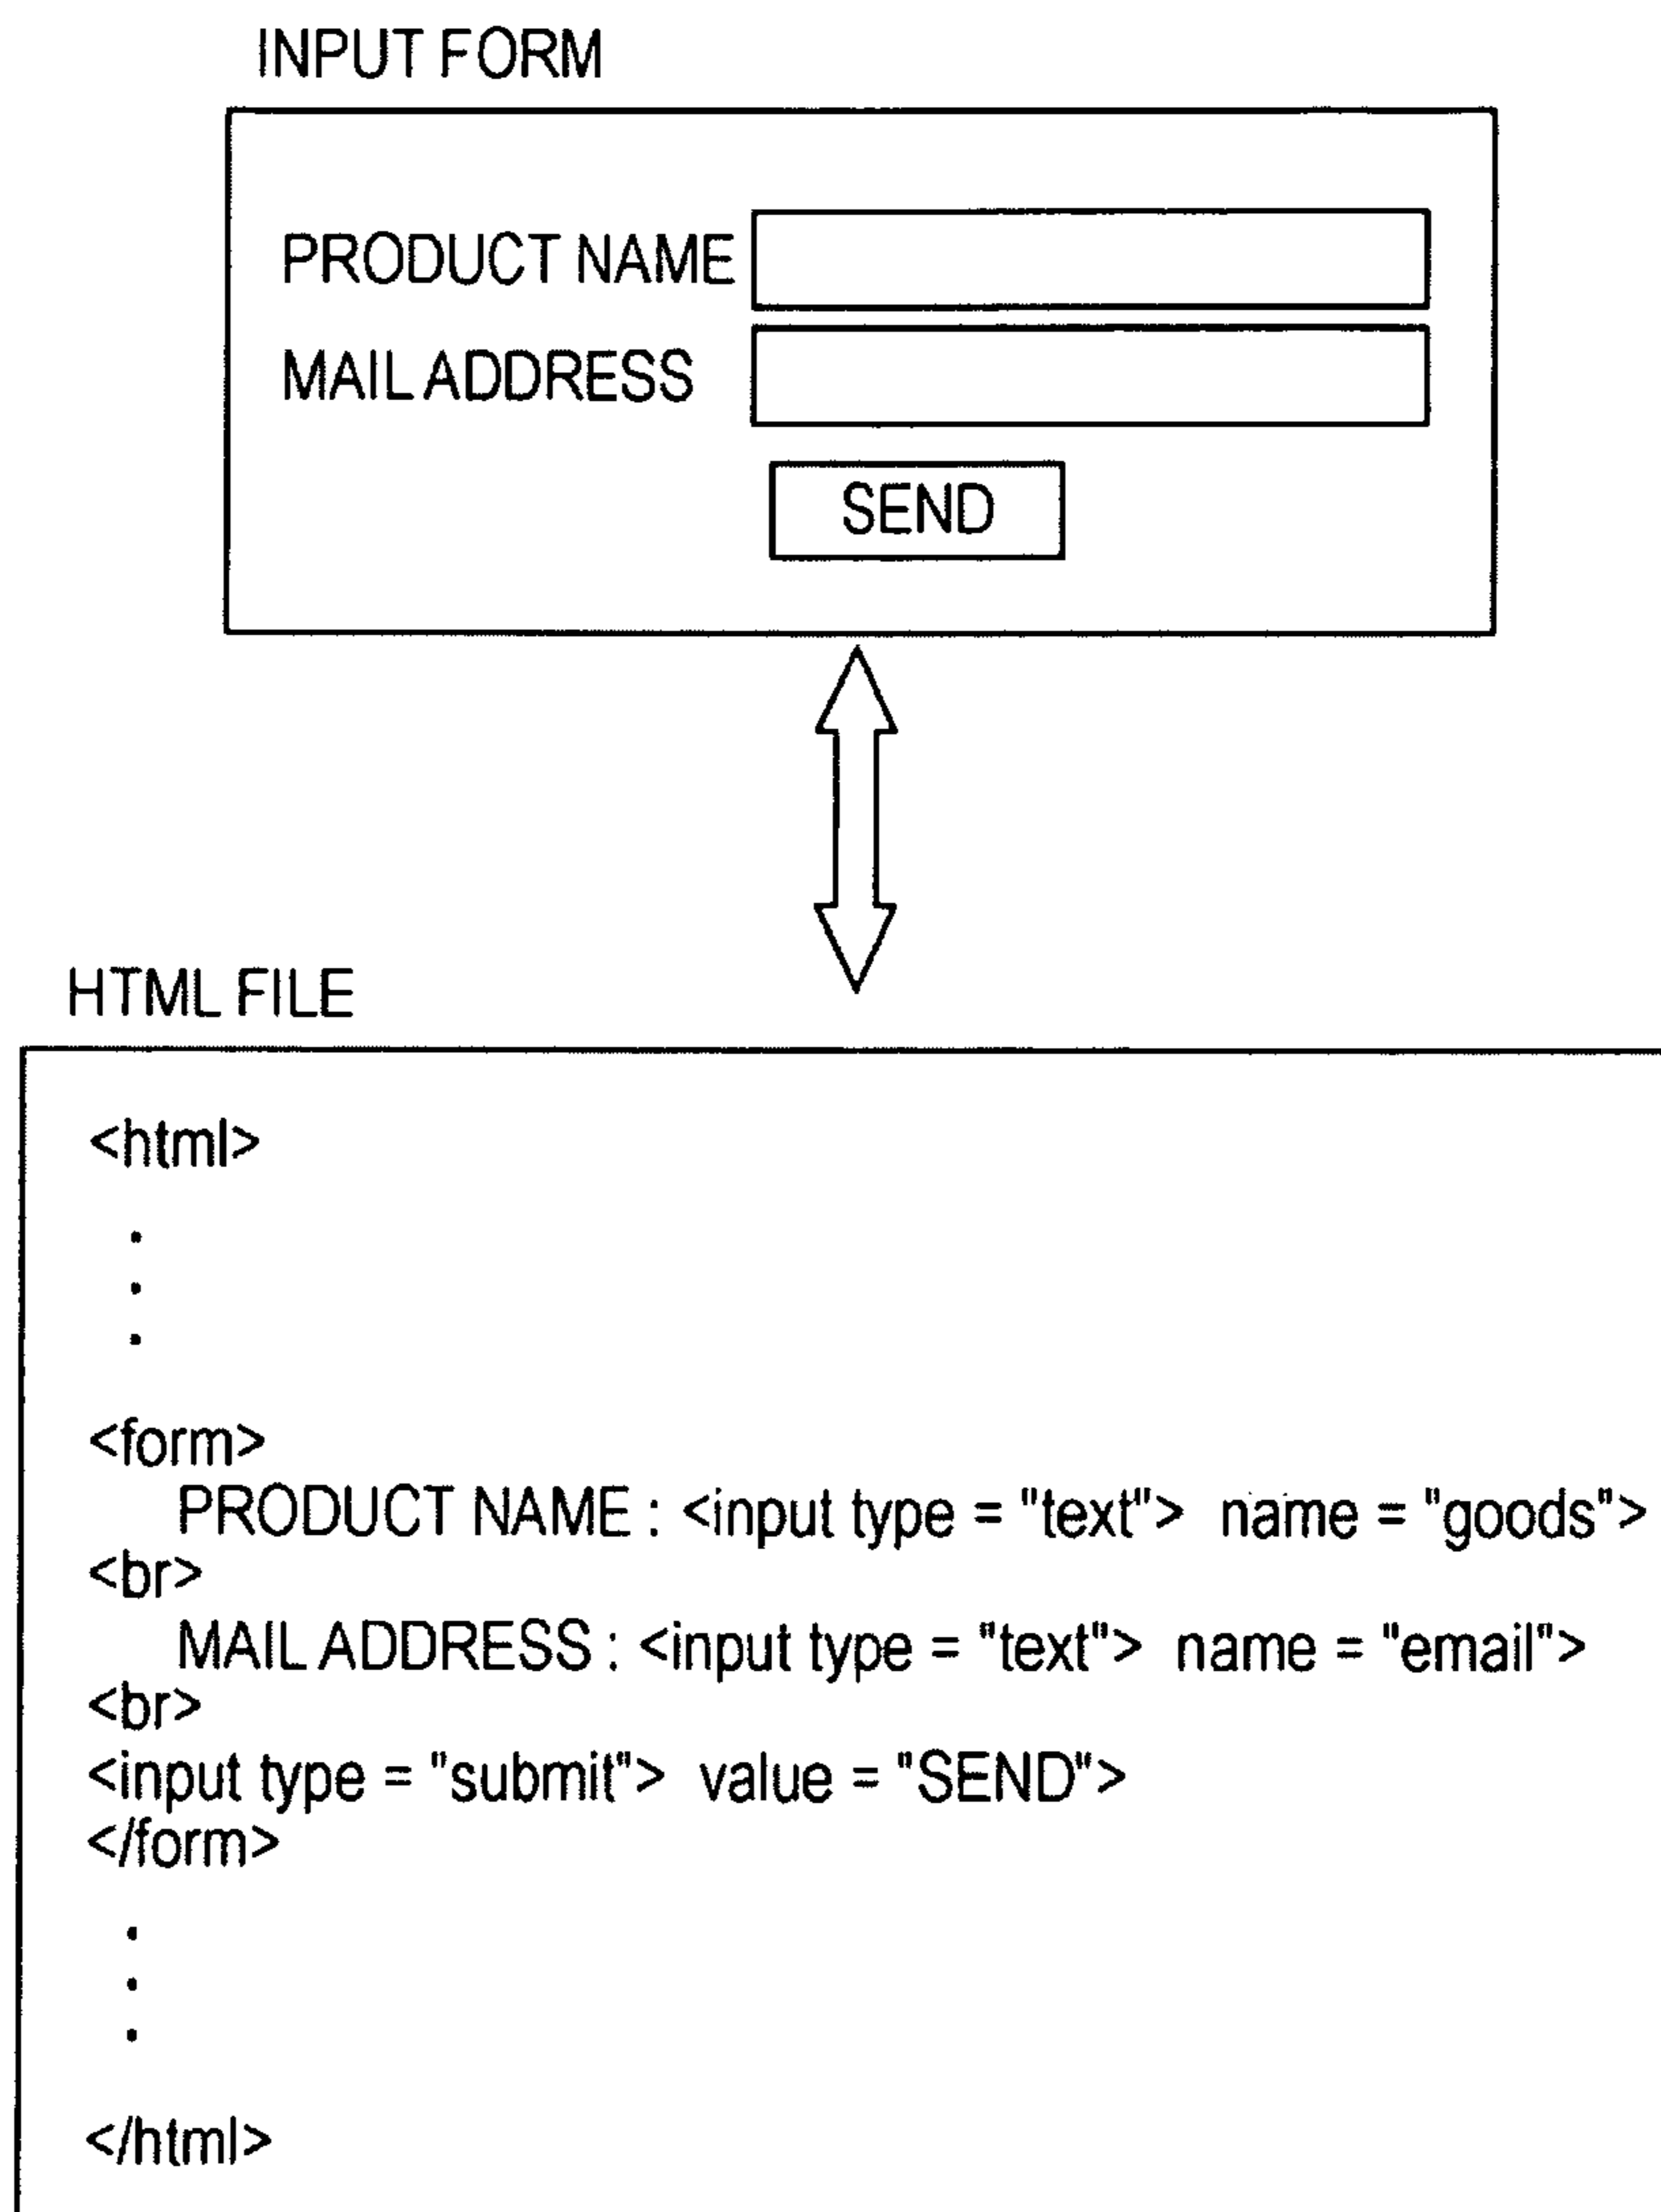 INPUT FORM
PRODUCT NAME
MAIL ADDRESS
SEND
HTML FILE
<html>
.
.
.
<form>
PRODUCT NAME : <input type = "text"> name = "goods">
<br>
MAIL ADDRESS : <input type = "text"> name = "email">
<br>
<input type = "submit"> value = "SEND">
</form>
.
.
.
</html>